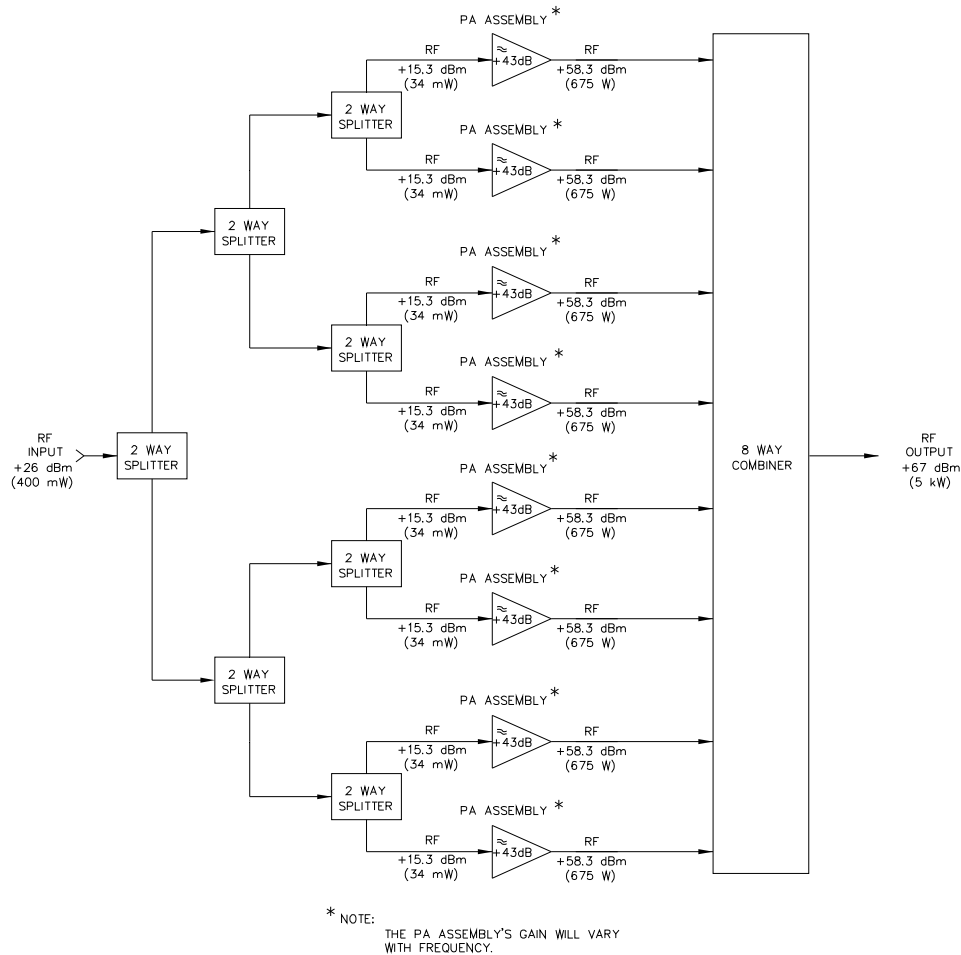 PA ASSEMBLY *
RF
+15.3 dBm
(34 mW)
≈
+43dB
RF
+58.3 dBm
(675 W)
2 WAY
SPLITTER
PA ASSEMBLY *
RF
+15.3 dBm
(34 mW)
≈
+43dB
RF
+58.3 dBm
(675 W)
2 WAY
SPLITTER
PA ASSEMBLY *
RF
+15.3 dBm
(34 mW)
≈
+43dB
RF
+58.3 dBm
(675 W)
2 WAY
SPLITTER
PA ASSEMBLY *
RF
+15.3 dBm
(34 mW)
≈
+43dB
RF
+58.3 dBm
(675 W)
RF
INPUT
+26 dBm
(400 mW)
2 WAY
SPLITTER
8 WAY
COMBINER
RF
OUTPUT
+67 dBm
(5 kW)
PA ASSEMBLY *
RF
+15.3 dBm
(34 mW)
≈
+43dB
RF
+58.3 dBm
(675 W)
2 WAY
SPLITTER
PA ASSEMBLY *
RF
+15.3 dBm
(34 mW)
≈
+43dB
RF
+58.3 dBm
(675 W)
2 WAY
SPLITTER
PA ASSEMBLY *
RF
+15.3 dBm
(34 mW)
≈
+43dB
RF
+58.3 dBm
(675 W)
2 WAY
SPLITTER
PA ASSEMBLY *
RF
+15.3 dBm
(34 mW)
≈
+43dB
RF
+58.3 dBm
(675 W)
* NOTE:
THE PA ASSEMBLY'S GAIN WILL VARY
WITH FREQUENCY.